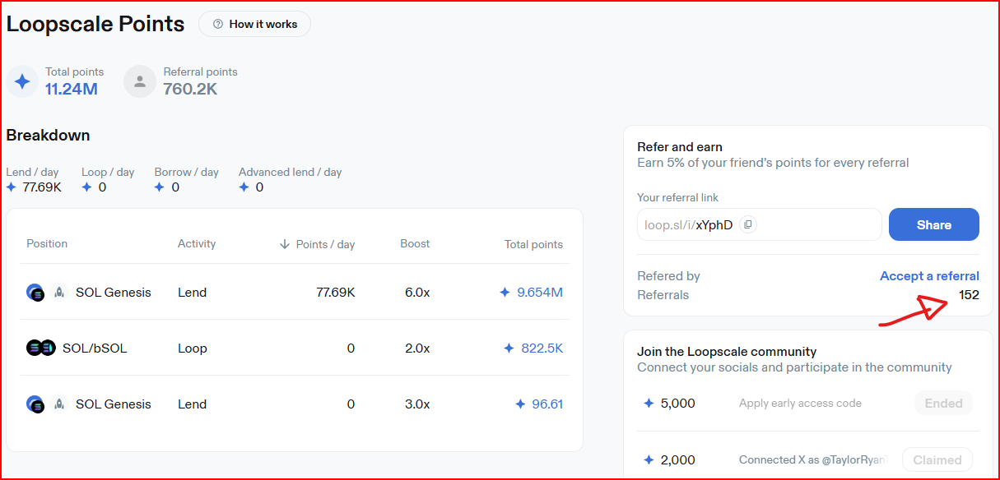 Loopscale Points
How it works
Total points
11.24M
Referral points
760.2K
Breakdown
Lend / day
77.69K
Loop / day
0
Borrow / day
0
Advanced lend / day
0
Position Activity Points / day Boost Total points
SOL Genesis Lend 77.69K 6.0x 9.654M
SOL/bSOL Loop 0 2.0x 822.5K
SOL Genesis Lend 0 3.0x 96.61
Refer and earn
Earn 5% of your friend's points for every referral
Your referral link
loop.sl/i/xYphD
Share
Refered by Accept a referral
Referrals 152
Join the Loopscale community
Connect your socials and participate in the community
5,000 Apply early access code Ended
2,000 Connected X as @TaylorRyan Claimed